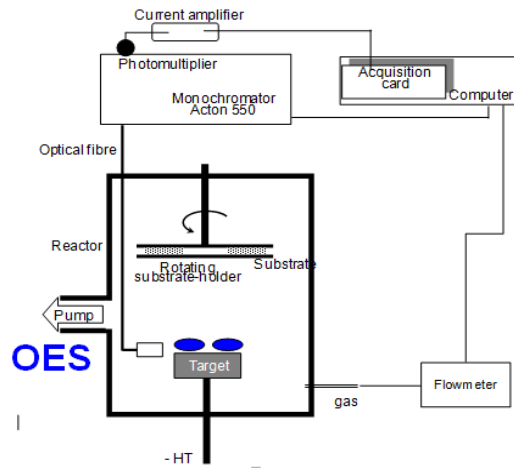 Current amplifier
Photomultiplier
Monochromator
Acton 550
Acquisition
card
Computer
Optical fibre
Reactor
Rotating
substrate-holder
Substrate
Pump
OES
Target
gas
Flowmeter
- HT